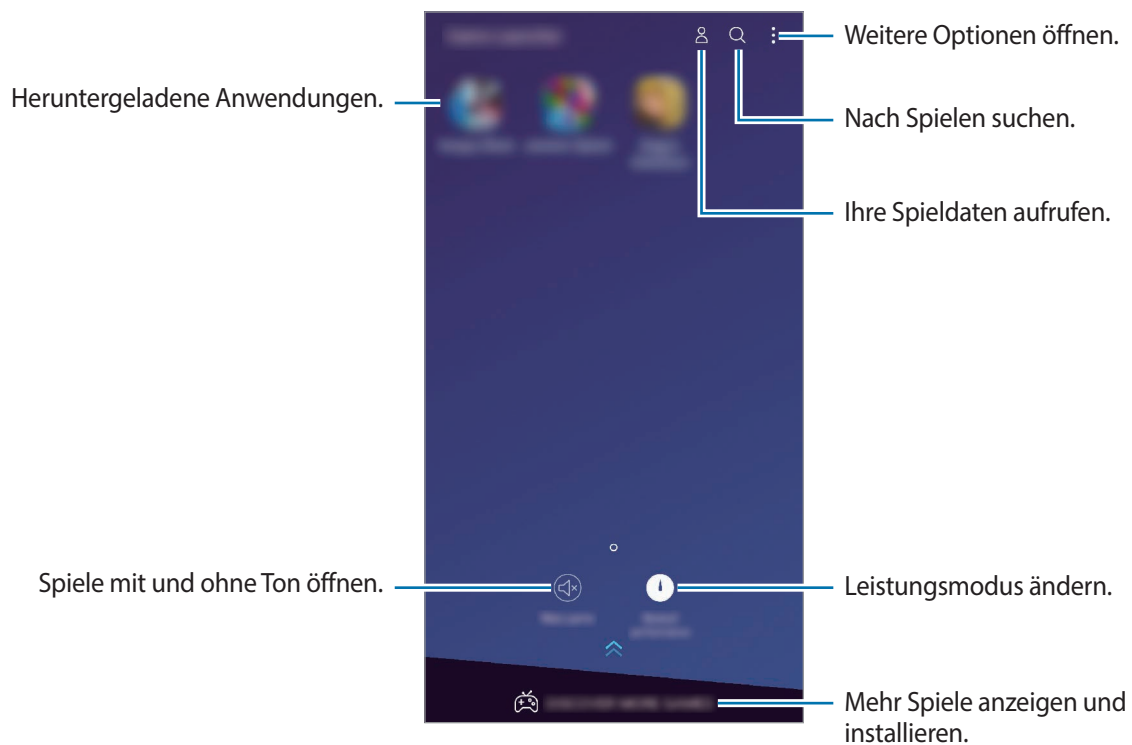 Weitere Optionen öffnen.
Heruntergeladene Anwendungen.
Nach Spielen suchen.
Ihre Spieldaten aufrufen.
Spiele mit und ohne Ton öffnen.
Leistungsmodus ändern.
Mehr Spiele anzeigen und
installieren.